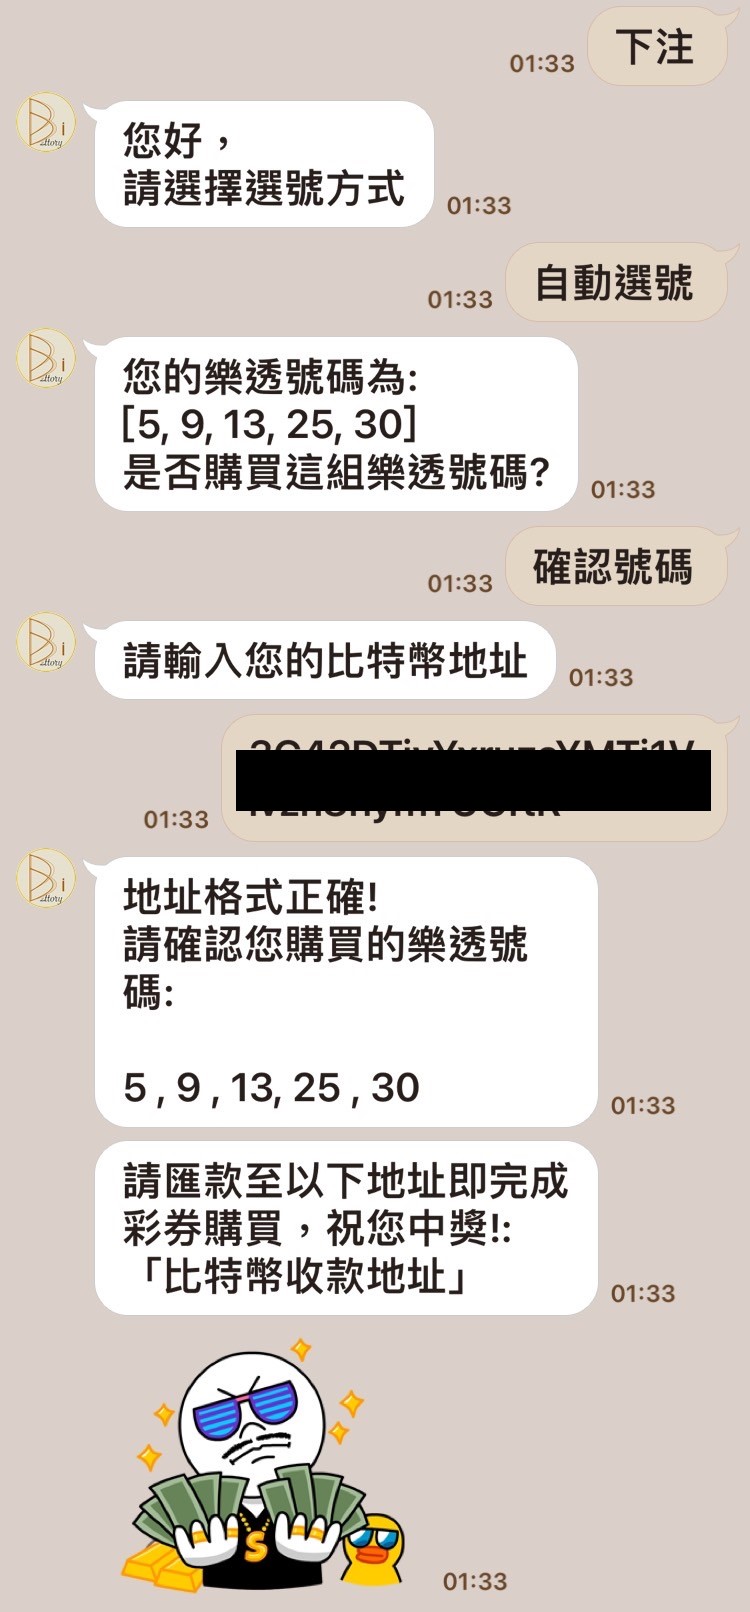 下注
01:33
您好，
請選擇選號方式
01:33
自動選號
01:33
您的樂透號碼為:
[5, 9, 13, 25, 30]
是否購買這組樂透號碼?
01:33
確認號碼
01:33
請輸入您的比特幣地址
01:33
01:33
地址格式正確!
請確認您購買的樂透號
碼:
5 , 9 , 13, 25 , 30
01:33
請匯款至以下地址即完成
彩券購買，祝您中獎!:
「比特幣收款地址」
01:33
S
01:33